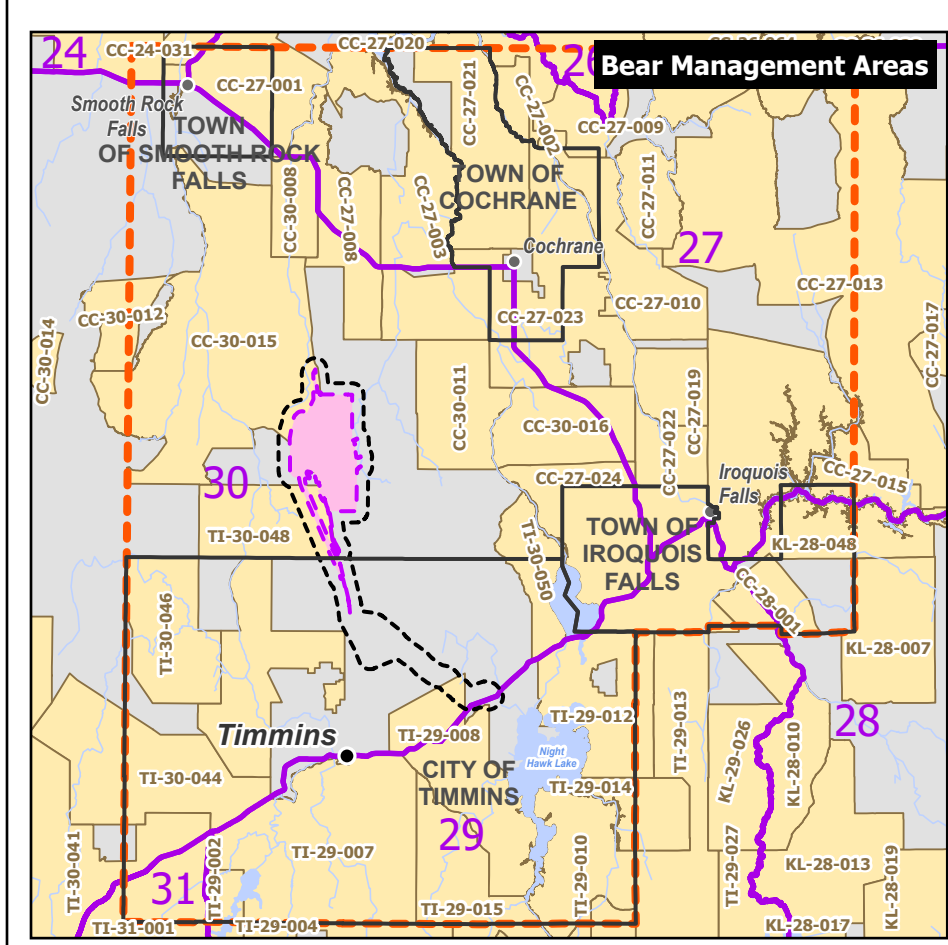 Bear Management Areas
24
CC-24-031
CC-27-020
26
CC-27-001
CC-27-021
CC-27-002
CC-27-009
Smooth Rock
Falls
TOWN
OF SMOOTH ROCK
FALLS
CC-27-011
TOWN OF
COCHRANE
CC-30-008
CC-27-008
CC-27-003
27
Cochrane
CC-27-013
CC-27-010
CC-30-012
CC-27-023
CC-30-014
CC-30-015
CC-27-017
CC-30-011
CC-27-019
CC-30-016
CC-27-022
30
CC-27-024
Iroquois
Falls
CC-27-015
TI-30-048
TOWN OF
IROQUOIS
FALLS
KL-28-048
TI-30-050
CC-28-001
TI-30-046
KL-28-007
TI-29-012
TI-29-013
28
Timmins
TI-29-008
Night
Hawk Lake
KL-29-026
KL-28-010
CITY OF
TIMMINS
TI-30-044
TI-29-014
29
TI-30-041
TI-29-002
TI-29-007
TI-29-010
TI-29-027
KL-28-013
KL-28-019
31
TI-29-015
TI-31-001
TI-29-004
KL-28-017